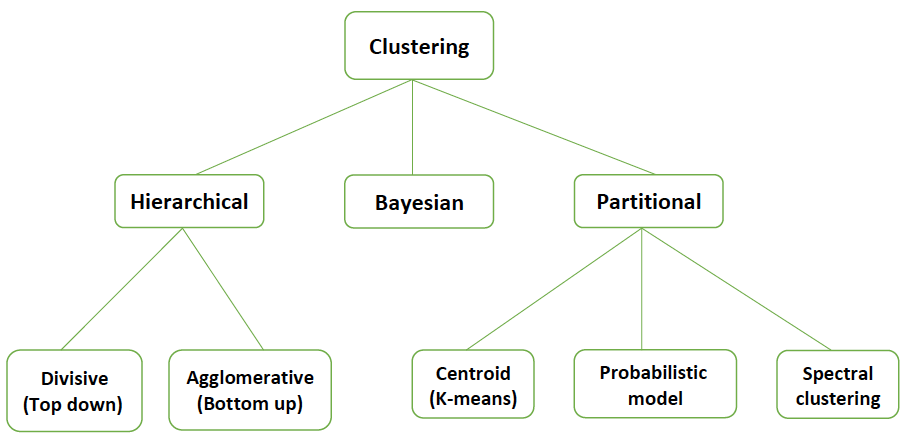 Clustering
Hierarchical
Bayesian
Partitional
Divisive
(Top down)
Agglomerative
(Bottom up)
Centroid
(K-means)
Probabilistic
model
Spectral
clustering